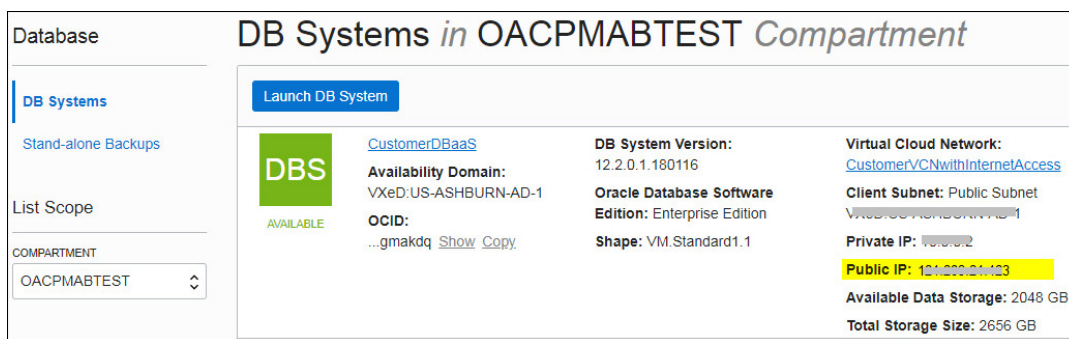 Database
DB Systems
Stand-alone Backups
List Scope
COMPARTMENT
OACPMABTEST
DB Systems in OACPMABTEST Compartment
Launch DB System
DBS
AVAILABLE
CustomerDBaaS
Availability Domain:
VXeD:US-ASHBURN-AD-1
OCID:
...gmakdq Show Copy
DB System Version:
12.2.0.1.180116
Oracle Database Software
Edition: Enterprise Edition
Shape: VM.Standard1.1
Virtual Cloud Network:
CustomerVCNwithInternetAccess
Client Subnet: Public Subnet
Private IP:
Public IP:
Available Data Storage: 2048 GB
Total Storage Size: 2656 GB